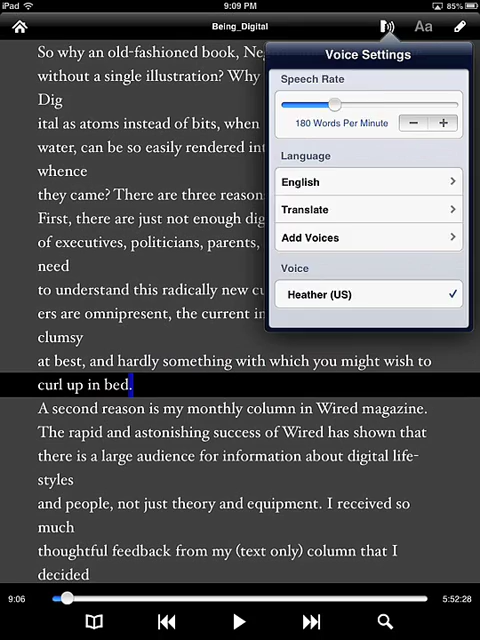 iPad
9:09 PM
85%
Being_Digital
Aa
So why an old-fashioned book, Ne
without a single illustration? Why
Dig
ital as atoms instead of bits, when
water, can be so easily rendered int
whence
they came? There are three reason
First, there are just not enough dig
of executives, politicians, parents,
need
to understand this radically new cu
ers are omnipresent, the current in
clumsy
at best, and hardly something with which you might wish to
curl up in bed.
A second reason is my monthly column in Wired magazine.
The rapid and astonishing success of Wired has shown that
there is a large audience for information about digital life-
styles
and people, not just theory and equipment. I received so
much
thoughtful feedback from my (text only) column that I
decided
Voice Settings
Speech Rate
180 Words Per Minute
Language
English
Translate
Add Voices
Voice
Heather (US)
9:06
5:52:28